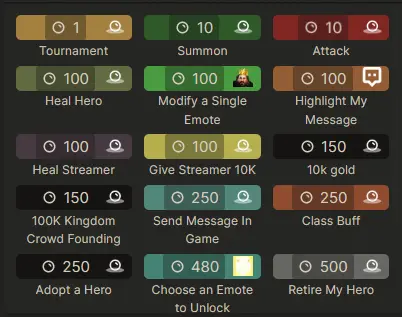 1
10
10
Tournament
Summon
Attack
100
100
100
Heal Hero
Modify a Single
Emote
Highlight My
Message
100
100
150
Heal Streamer
Give Streamer 10K
10k gold
150
250
250
100K Kingdom
Crowd Founding
Send Message In
Game
Class Buff
250
480
500
Adopt a Hero
Choose an Emote
to Unlock
Retire My Hero